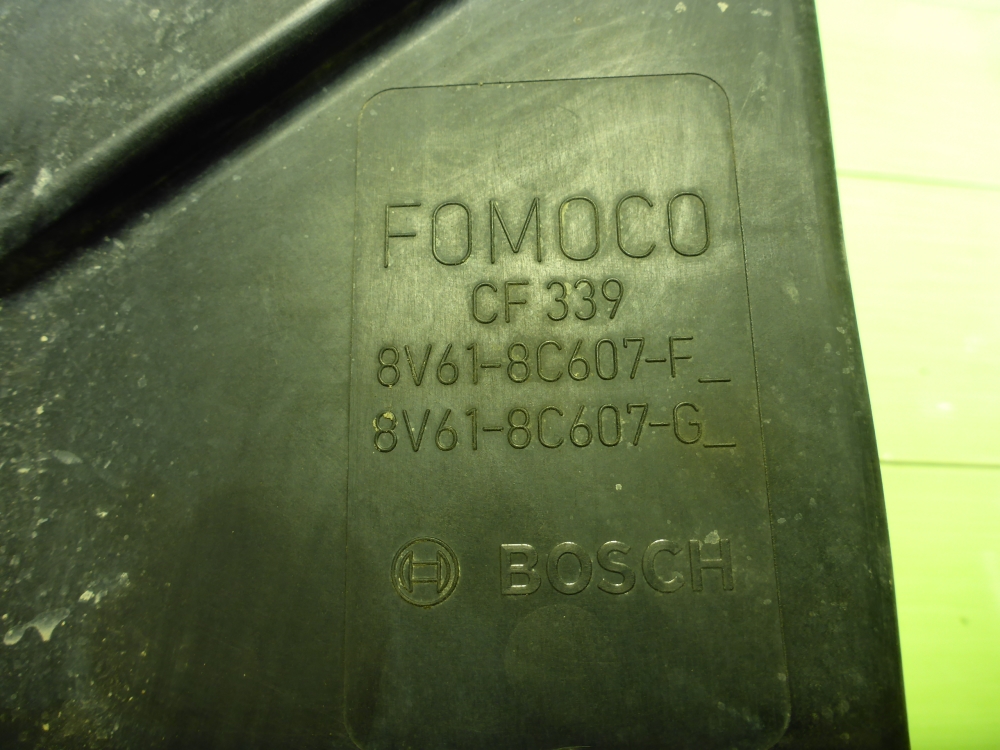 FOMOCO
CF 339
8V61-8C607-F_
8V61-8C607-G_
BOSCH